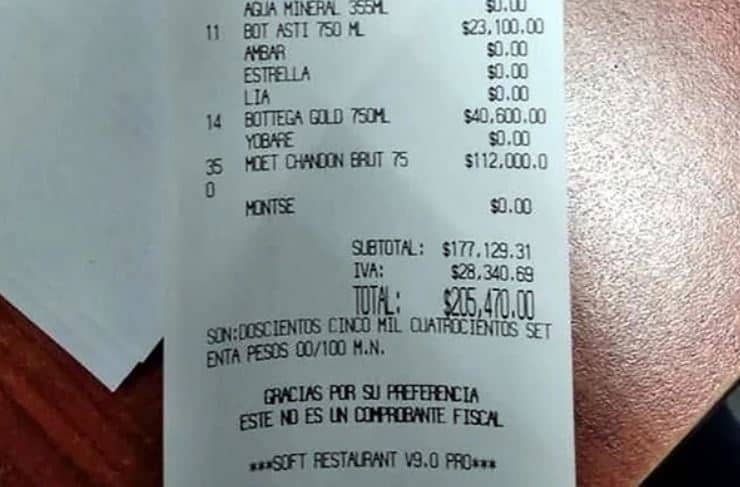 AGUA MINERAL 355ML $0.00
11 BOT ASTI 750 ML $23,100.00
AMBAR $0.00
ESTRELLA $0.00
LIA $0.00
14 BOTTEGA GOLD 750ML $40,600.00
YOBARE $0.00
35 MOET CHANDON BRUT 75 $112,000.0
0
MONTSE $0.00
SUBTOTAL: $177,129.31
IVA: $28,340.69
TOTAL: $205,470.00
SON:DOSCIENTOS CINCO MIL CUATROCIENTOS SET
ENTA PESOS 00/100 M.N.
GRACIAS POR SU PREFERENCIA
ESTE NO ES UN COMPROBANTE FISCAL
***SOFT RESTAURANT V9.0 PRO***